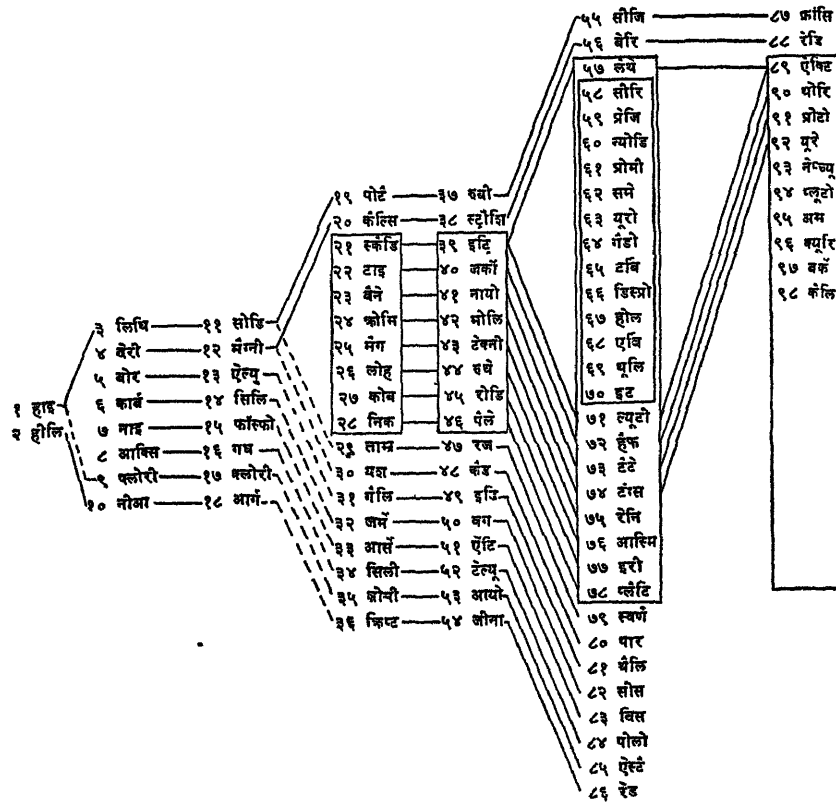 १ हाइ
२ हीलि
३ लिथि
४ बेरी
५ बोर
६ कार्ब
७ नाइ
८ आक्सि
९ फ्लोरी
१० नीआ
११ सोडि
१२ मैग्नी
१३ ऐल्यु
१४ सिलि
१५ फॉस्फो
१६ गंध
१७ क्लोरी
१८ आर्ग
१९ पोटै
२० कैल्सि
२१ स्कैंडि
२२ टाइ
२३ वैने
२४ क्रोमि
२५ मैंग
२६ लोह
२७ कोब
२८ निक
२९ ताम्र
३० यश
३१ गैलि
३२ जर्मे
३३ आर्से
३४ सिली
३५ ब्रोमी
३६ क्रिप्ट
३७ रुबी
३८ स्ट्रौंशि
३९ इट्रि
४० जर्को
४१ नायो
४२ मोलि
४३ टेक्नी
४४ रुथे
४५ रोडि
४६ पैले
४७ रज
४८ कैड
४९ इंडि
५० वंग
५१ ऐंटि
५२ टेल्यू
५३ आयो
५४ जीना
५५ सीजि
५६ बेरि
५७ लैंथे
५८ सीरि
५९ प्रेजि
६० न्योडि
६१ प्रोमी
६२ समे
६३ यूरो
६४ गैडो
६५ टर्बि
६६ डिस्प्रो
६७ होल
६८ एर्बि
६९ थूलि
७० इट
७१ ल्यूटी
७२ हैफ
७३ टैंटे
७४ टंग्स
७५ रेनि
७६ आस्मि
७७ इरी
७८ प्लैटि
७९ स्वर्ण
८० पार
८१ थैलि
८२ सीस
८३ विस
८४ पोलो
८५ ऐस्टै
८६ रेड
८७ फ्रांसि
८८ रेडि
८९ ऐक्टि
९० थोरि
९१ प्रोटो
९२ यूरे
९३ नेप्च्यू
९४ प्लूटो
९५ अम
९६ क्यूरि
९७ बर्क
९८ कैलि